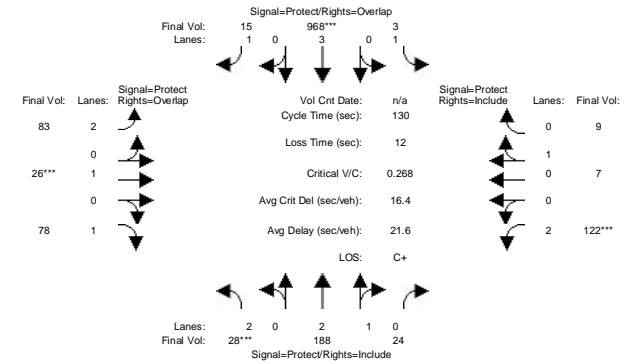 Signal=Protect/Rights=Overlap
Final Vol: 15 968*** 3
Lanes: 1 0 3 0 1
Signal=Protect
Final Vol: Lanes: Rights=Overlap
Signal=Protect
Rights=Include Lanes: Final Vol:
Vol Cnt Date: n/a
Cycle Time (sec): 130
83 2
0 9
Loss Time (sec): 12
0
1
26*** 1
Critical V/C: 0.268
0 7
0
Avg Crit Del (sec/veh): 16.4
0
78 1
Avg Delay (sec/veh): 21.6
2 122***
LOS: C+
Lanes: 2 0 2 1 0
Final Vol: 28*** 188 24
Signal=Protect/Rights=Include